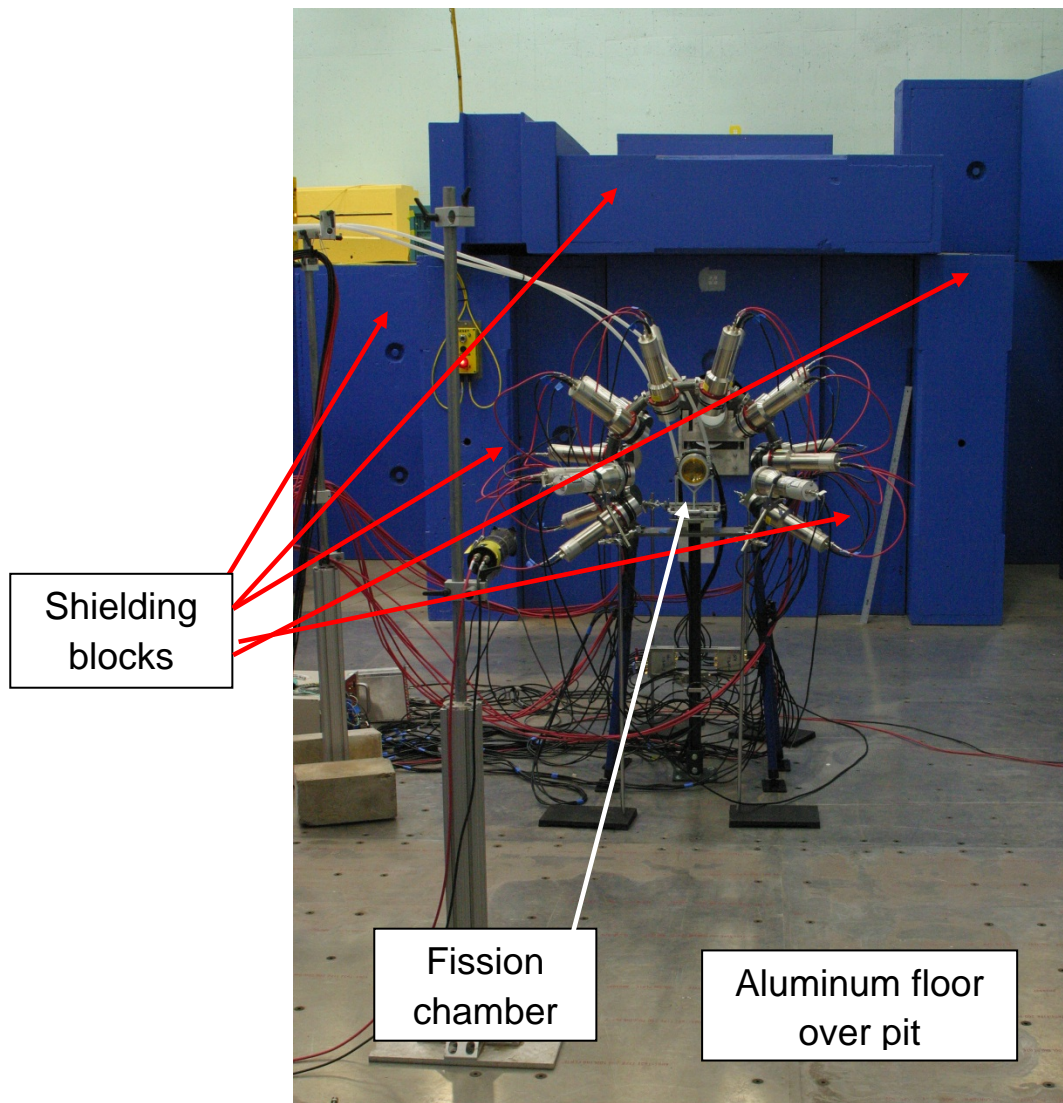 Shielding
blocks
Fission
chamber
Aluminum floor
over pit